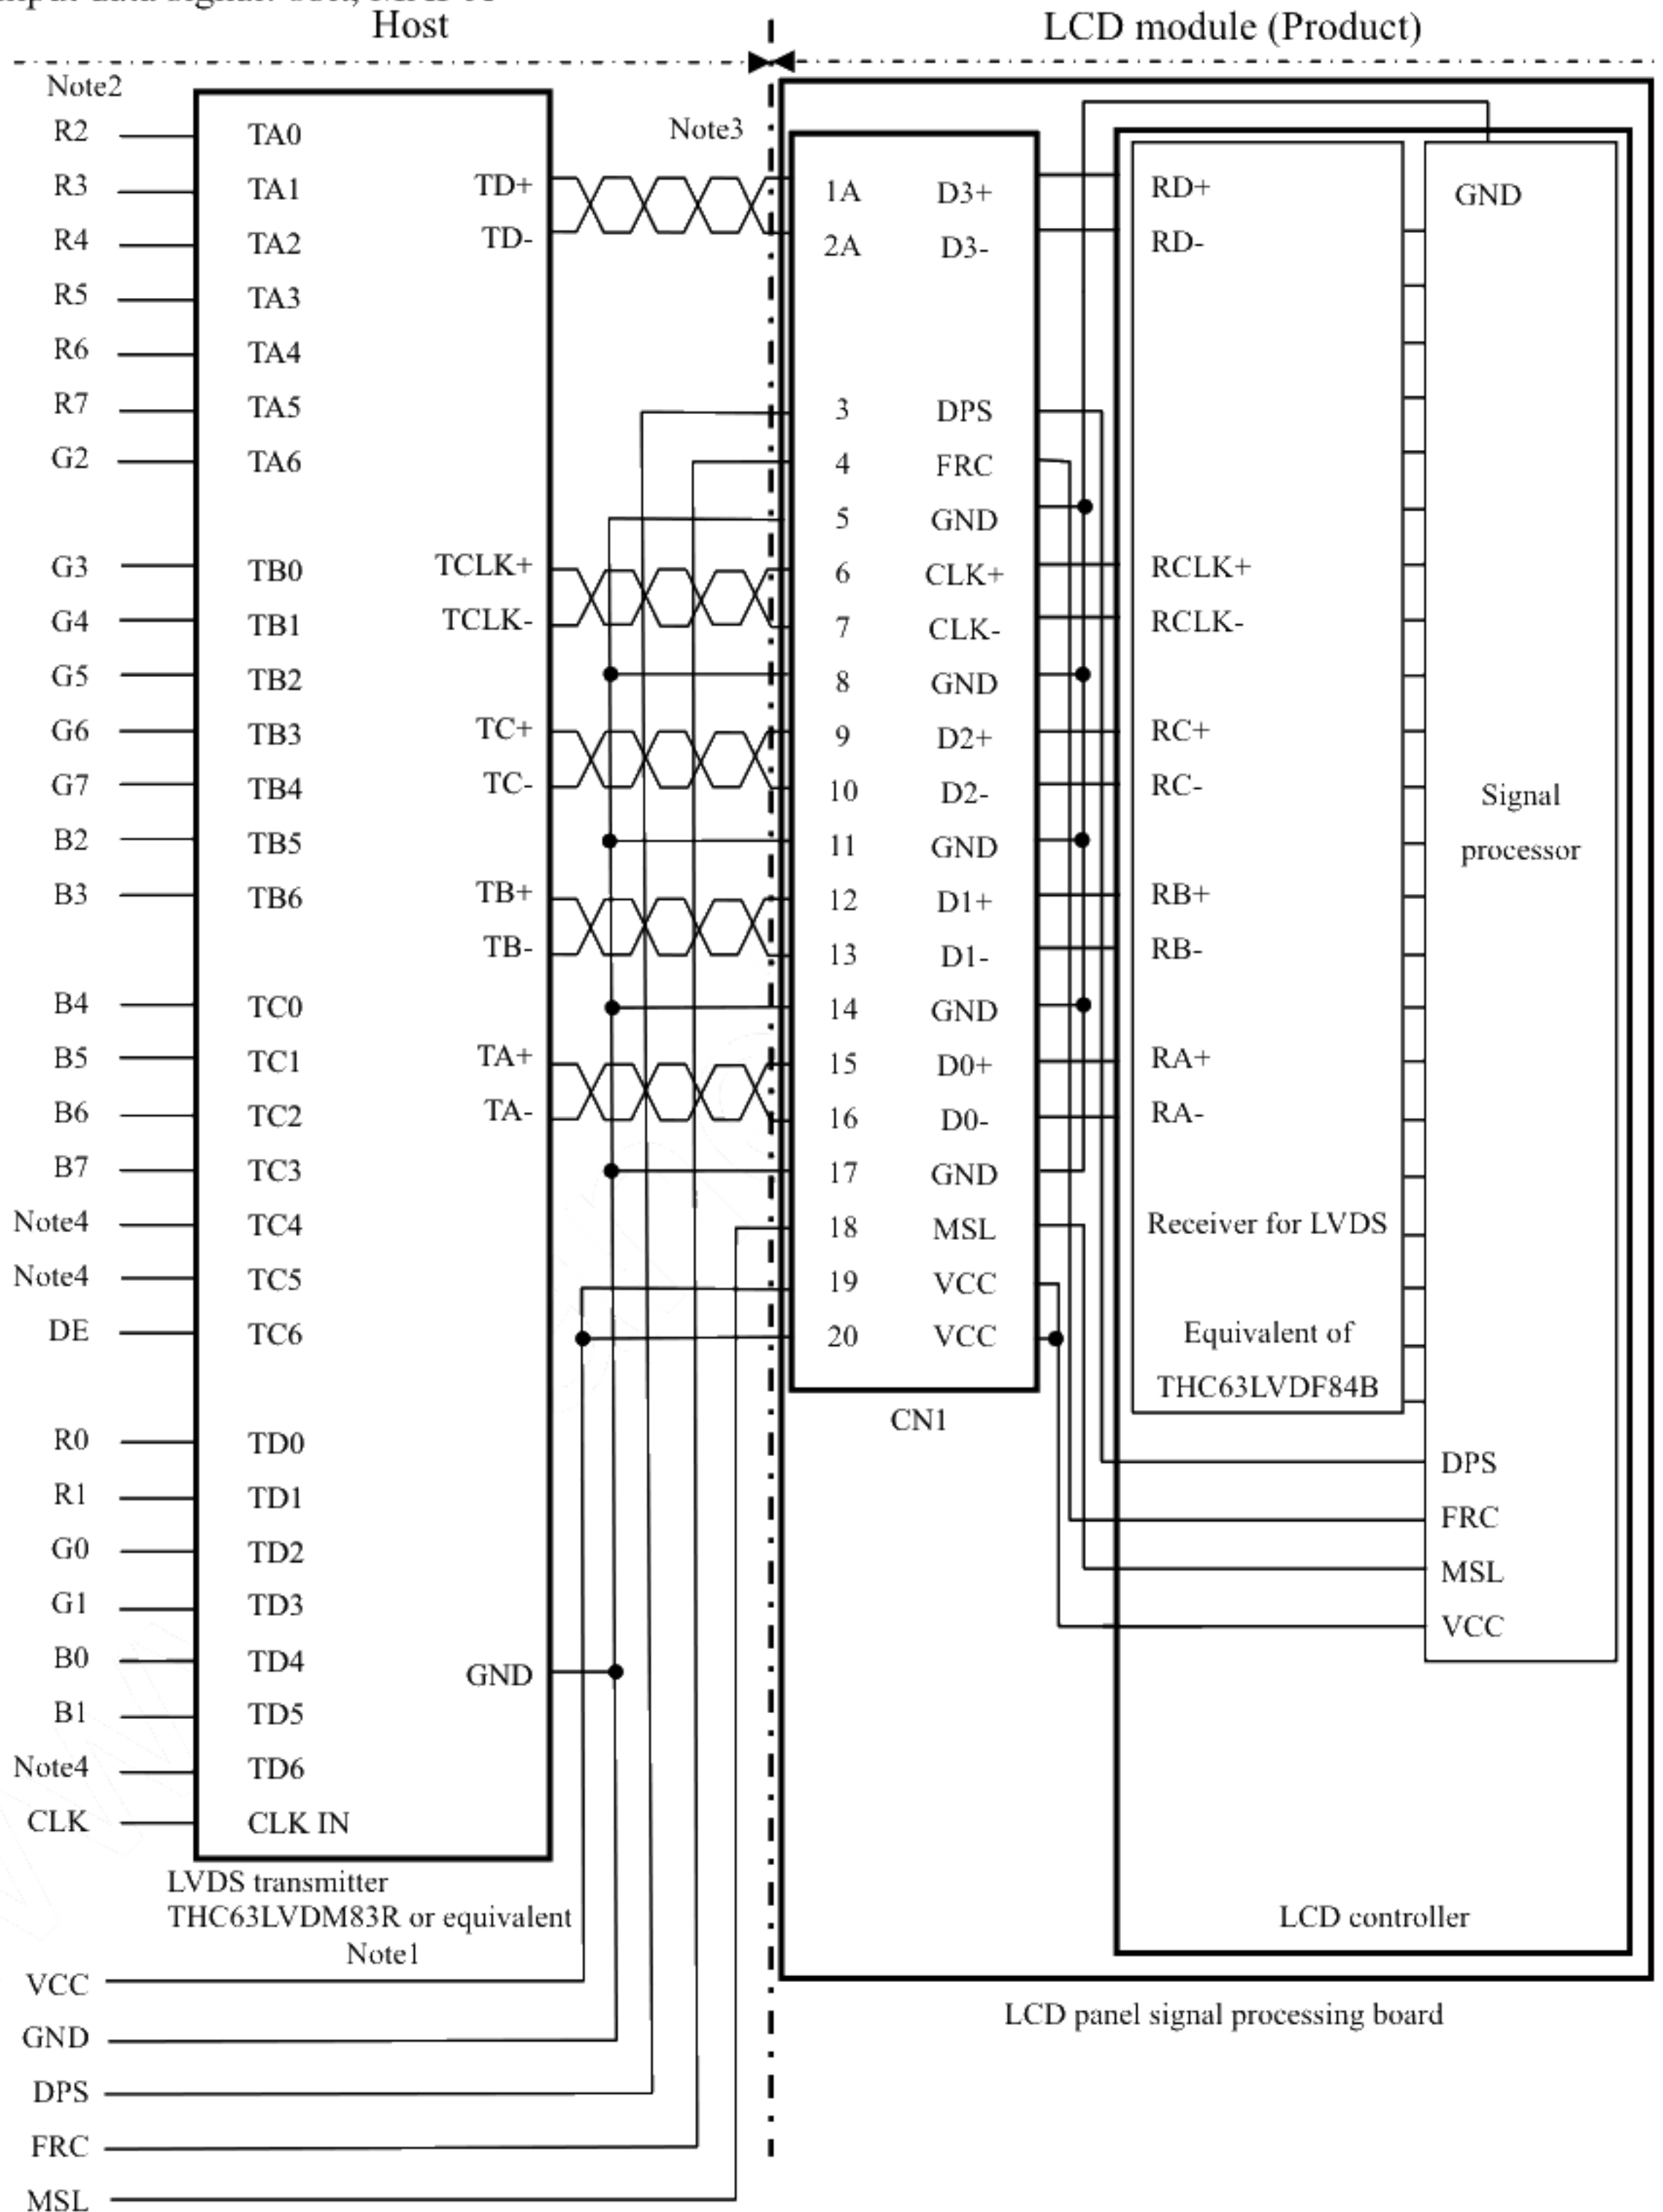 Host
LCD module (Product)
Note2
Note3
R2 TA0
R3 TA1 TD+ 1A D3+ RD+ GND
R4 TA2 TD- 2A D3- RD-
R5 TA3
R6 TA4
R7 TA5 3 DPS
G2 TA6 4 FRC
5 GND
G3 TB0 TCLK+ 6 CLK+ RCLK+
G4 TB1 TCLK- 7 CLK- RCLK-
G5 TB2 8 GND
G6 TB3 TC+ 9 D2+ RC+
G7 TB4 TC- 10 D2- RC- Signal
B2 TB5 11 GND processor
B3 TB6 TB+ 12 D1+ RB+
TB- 13 D1- RB-
B4 TC0 14 GND
B5 TC1 TA+ 15 D0+ RA+
B6 TC2 TA- 16 D0- RA-
B7 TC3 17 GND
Note4 TC4 18 MSL Receiver for LVDS
Note4 TC5 19 VCC
DE TC6 20 VCC Equivalent of
THC63LVDF84B
CN1
R0 TD0 DPS
R1 TD1 FRC
G0 TD2 MSL
G1 TD3 VCC
B0 TD4 GND
B1 TD5
Note4 TD6
CLK CLK IN
LVDS transmitter
THC63LVDM83R or equivalent LCD controller
Note1
VCC
LCD panel signal processing board
GND
DPS
FRC
MSL